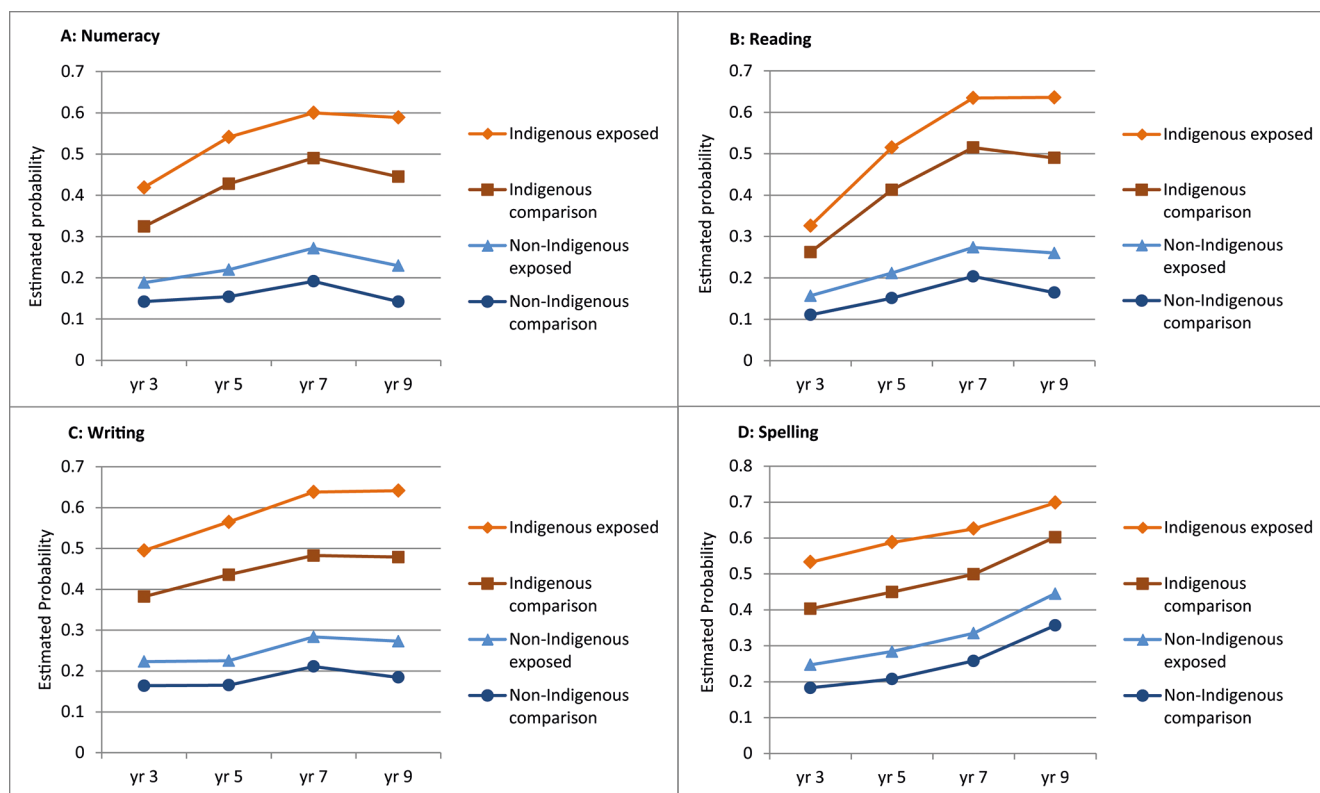 A: Numeracy
Estimated probability
0.7
0.6
0.5
0.4
0.3
0.2
0.1
0
yr 3
yr 5
yr 7
yr 9
Indigenous exposed
Indigenous
comparison
Non-Indigenous
exposed
Non-Indigenous
comparison
B: Reading
Estimated probability
0.7
0.6
0.5
0.4
0.3
0.2
0.1
0
yr 3
yr 5
yr 7
yr 9
Indigenous exposed
Indigenous
comparison
Non-Indigenous
exposed
Non-Indigenous
comparison
C: Writing
Estimated Probability
0.7
0.6
0.5
0.4
0.3
0.2
0.1
0
yr 3
yr 5
yr 7
yr 9
Indigenous exposed
Indigenous
comparison
Non-Indigenous
exposed
Non-Indigenous
comparison
D: Spelling
Estimated Probability
0.8
0.7
0.6
0.5
0.4
0.3
0.2
0.1
0
yr 3
yr 5
yr 7
yr 9
Indigenous exposed
Indigenous
comparison
Non-Indigenous
exposed
Non-Indigenous
comparison